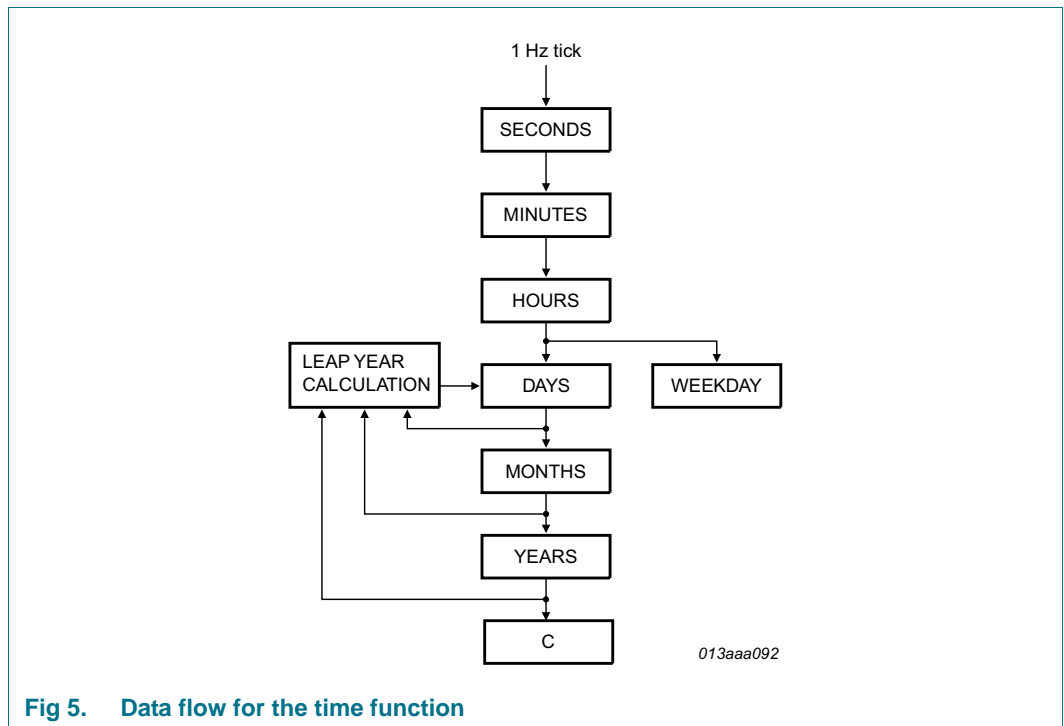 1 Hz tick
SECONDS
MINUTES
HOURS
LEAP YEAR
CALCULATION
DAYS
WEEKDAY
MONTHS
YEARS
C
013aaa092
Fig 5. Data flow for the time function